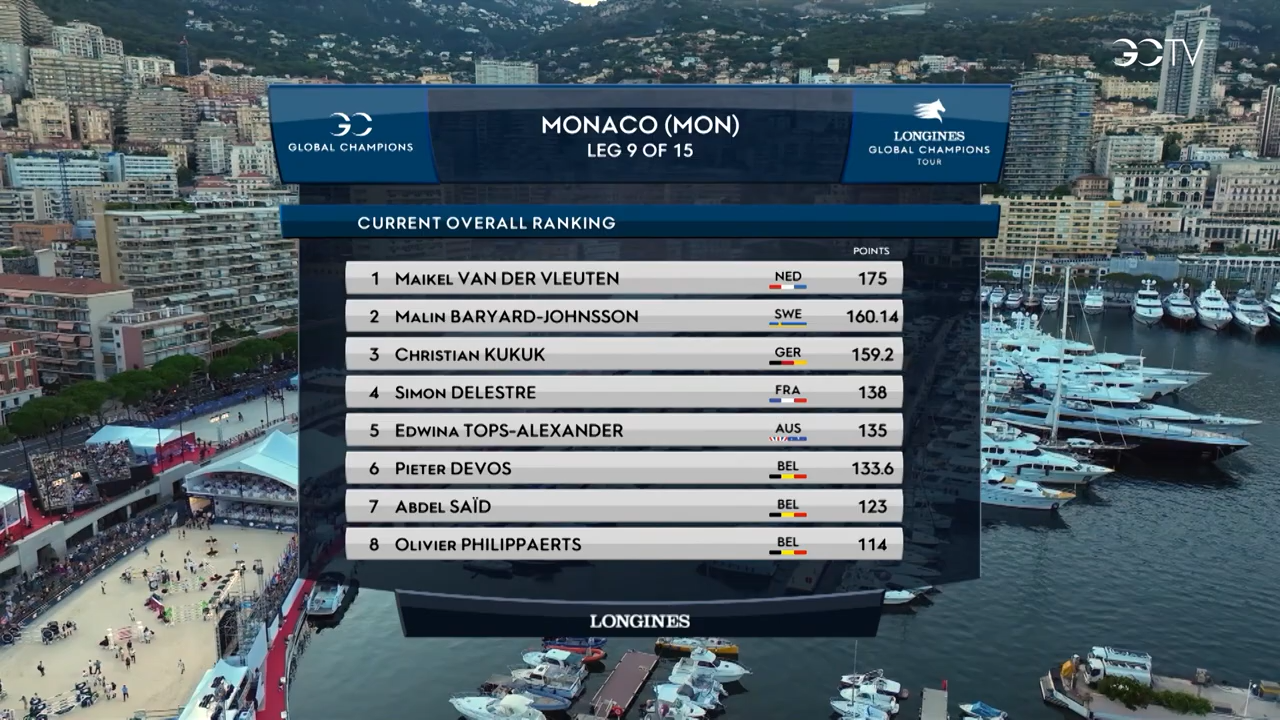 GCTV
GLOBAL CHAMPIONS
MONACO (MON)
LEG 9 OF 15
LONGINES
GLOBAL CHAMPIONS
TOUR
CURRENT OVERALL RANKING
POINTS
1 MAIKEL VAN DER VLEUTEN NED 175
2 MALIN BARYARD-JOHNSSON SWE 160.14
3 CHRISTIAN KUKUK GER 159.2
4 SIMON DELESTRE FRA 138
5 EDWINA TOPS-ALEXANDER AUS 135
6 PIETER DEVOS BEL 133.6
7 ABDEL SAÏD BEL 123
8 OLIVIER PHILIPPAERTS BEL 114
LONGINES